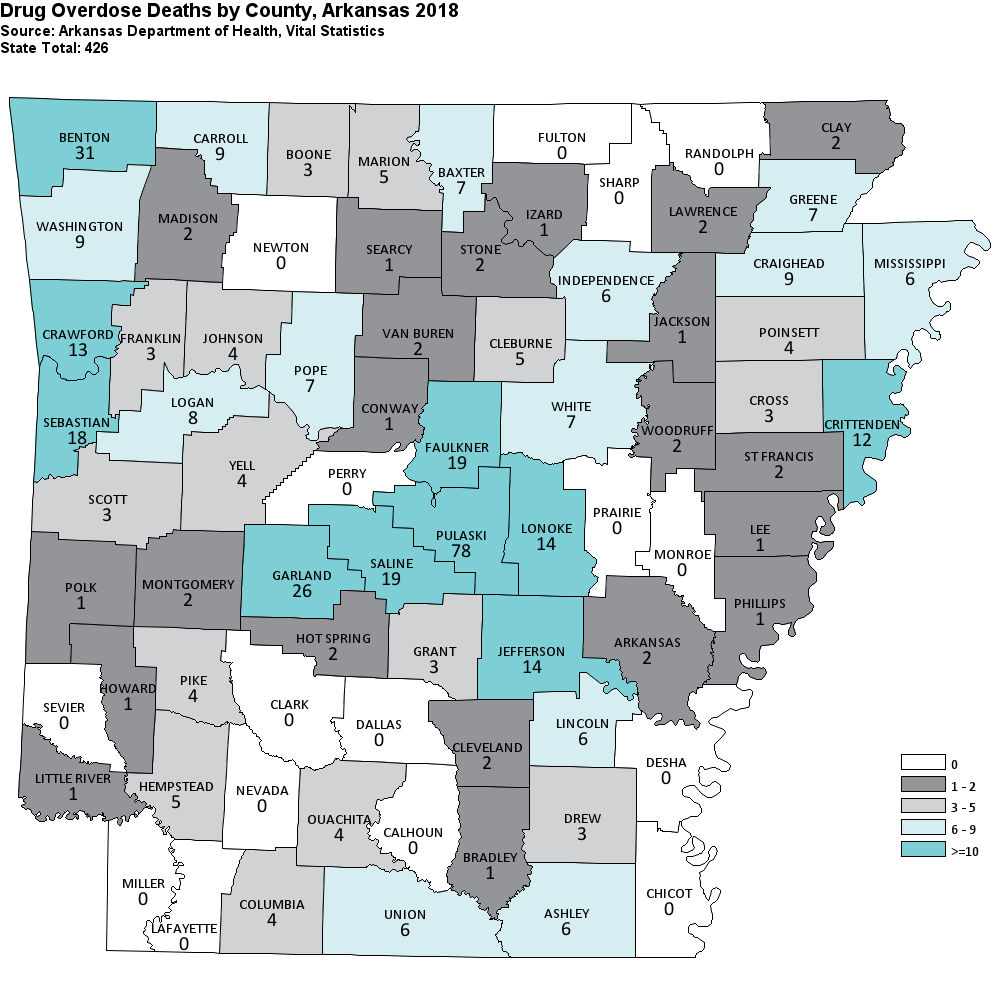 Drug Overdose Deaths by County, Arkansas 2018
Source: Arkansas Department of Health, Vital Statistics
State Total: 426
BENTON
31
CARROLL
9
BOONE
3
MARION
5
BAXTER
7
FULTON
0
RANDOLPH
0
CLAY
2
SHARP
0
GREENE
7
WASHINGTON
9
MADISON
2
NEWTON
0
SEARCY
1
STONE
2
IZARD
1
LAWRENCE
2
INDEPENDENCE
6
CRAIGHEAD
9
MISSISSIPPI
6
CRAWFORD
13
FRANKLIN
3
JOHNSON
4
POPE
7
VAN BUREN
2
CLEBURNE
5
JACKSON
1
POINSETT
4
SEBASTIAN
18
LOGAN
8
CONWAY
1
WHITE
7
WOODRUFF
2
CROSS
3
CRITTENDEN
12
FAULKNER
19
ST FRANCIS
2
SCOTT
3
YELL
4
PERRY
0
PULASKI
78
LONOKE
14
PRAIRIE
0
MONROE
0
LEE
1
POLK
1
MONTGOMERY
2
GARLAND
26
SALINE
19
PHILLIPS
1
HOT SPRING
2
GRANT
3
JEFFERSON
14
ARKANSAS
2
SEVIER
0
HOWARD
1
PIKE
4
CLARK
0
DALLAS
0
CLEVELAND
2
LINCOLN
6
DESHA
0
LITTLE RIVER
1
HEMPSTEAD
5
NEVADA
0
OUACHITA
4
CALHOUN
0
BRADLEY
1
DREW
3
MILLER
0
LAFAYETTE
0
COLUMBIA
4
UNION
6
ASHLEY
6
CHICOT
0
0
1 - 2
3 - 5
6 - 9
>=10